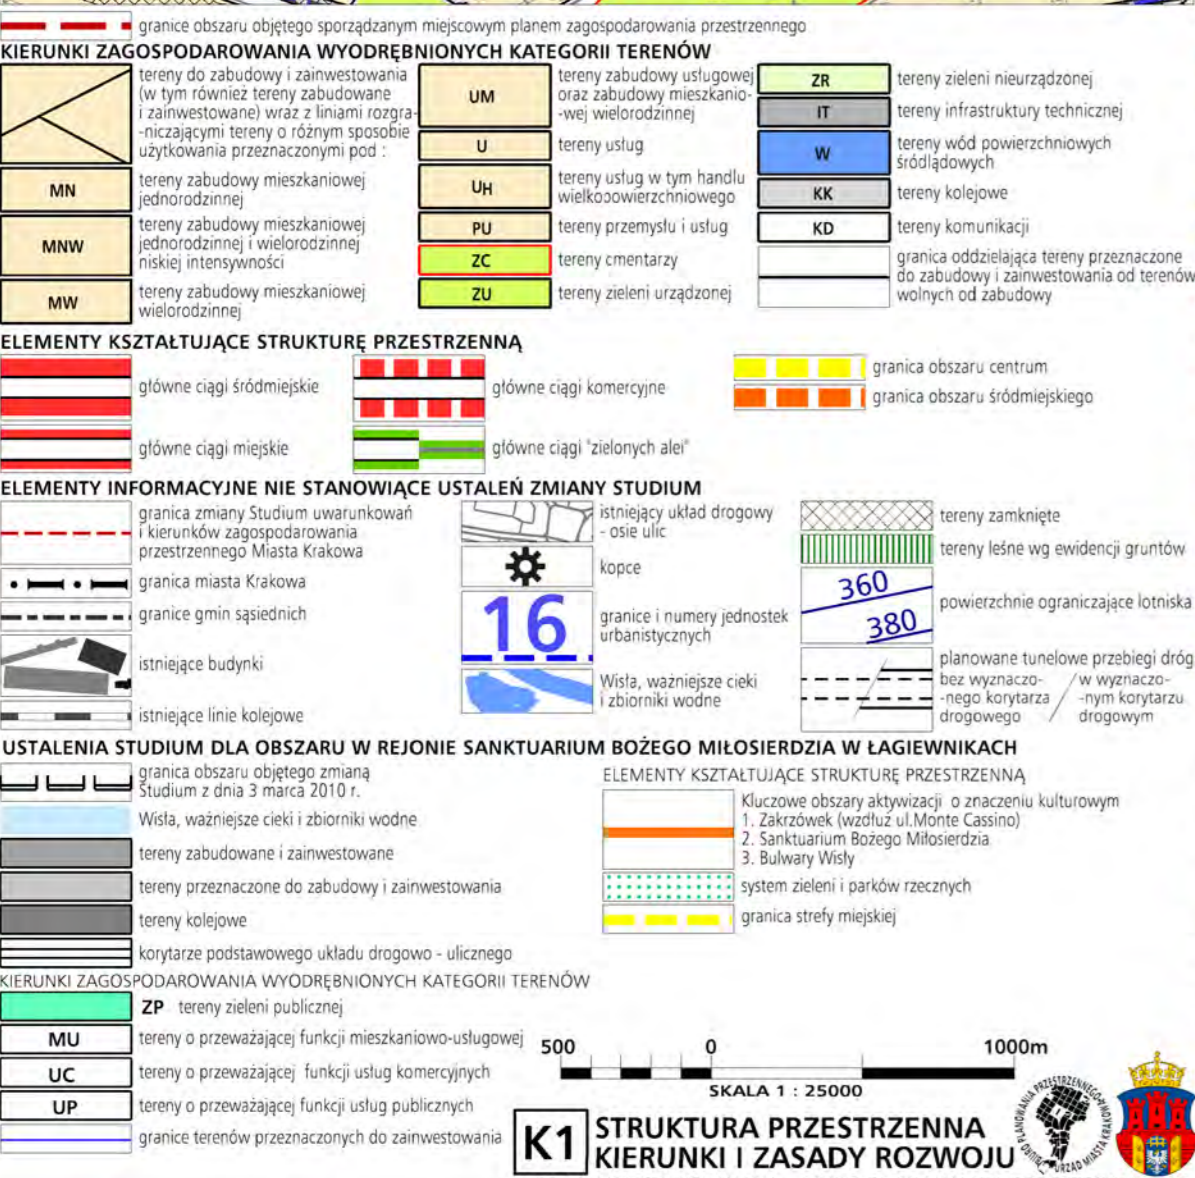 granice obszaru objętego sporządzanym miejscowym planem zagospodarowania przestrzennego
KIERUNKI ZAGOSPODAROWANIA WYODRĘBNIONYCH KATEGORII TERENÓW
tereny do zabudowy i zainwestowania
(w tym również tereny zabudowane
i zainwestowane) wraz z liniami rozgra-
-niczającymi tereny o różnym sposobie
użytkowania przeznaczonymi pod :
MN
tereny zabudowy mieszkaniowej
jednorodzinnej
MNW
tereny zabudowy mieszkaniowej
jednorodzinnej i wielorodzinnej
niskiej intensywności
MW
tereny zabudowy mieszkaniowej
wielorodzinnej
UM
tereny zabudowy usługowej
oraz zabudowy mieszkanio-
-wej wielorodzinnej
U
tereny usług
UH
tereny usług w tym handlu
wielkopowierzchniowego
PU
tereny przemysłu i usług
ZC
tereny cmentarzy
ZU
tereny zieleni urządzonej
ZR
tereny zieleni nieurządzonej
IT
tereny infrastruktury technicznej
W
tereny wód powierzchniowych
śródlądowych
KK
tereny kolejowe
KD
tereny komunikacji
granica oddzielająca tereny przeznaczone
do zabudowy i zainwestowania od terenów
wolnych od zabudowy
ELEMENTY KSZTAŁTUJĄCE STRUKTURĘ PRZESTRZENNĄ
główne ciągi śródmiejskie
główne ciągi miejskie
główne ciągi komercyjne
główne ciągi "zielonych alei"
granica obszaru centrum
granica obszaru śródmiejskiego
ELEMENTY INFORMACYJNE NIE STANOWIĄCE USTALEŃ ZMIANY STUDIUM
granica zmiany Studium uwarunkowań
i kierunków zagospodarowania
przestrzennego Miasta Krakowa
granica miasta Krakowa
granice gmin sąsiednich
istniejące budynki
istniejące linie kolejowe
istniejący układ drogowy
- osie ulic
kopce
16
granice i numery jednostek
urbanistycznych
Wisła, ważniejsze cieki
i zbiorniki wodne
tereny zamknięte
tereny leśne wg ewidencji gruntów
360
380
powierzchnie ograniczające lotniska
planowane tunelowe przebiegi dróg
bez wyznaczo-
-nego korytarza
drogowego
w wyznaczo-
-nym korytarzu
drogowym
USTALENIA STUDIUM DLA OBSZARU W REJONIE SANKTUARIUM BOŻEGO MIŁOSIERDZIA W ŁAGIEWNIKACH
granica obszaru objętego zmianą
Studium z dnia 3 marca 2010 r.
Wisła, ważniejsze cieki i zbiorniki wodne
tereny zabudowane i zainwestowane
tereny przeznaczone do zabudowy i zainwestowania
tereny kolejowe
korytarze podstawowego układu drogowo - ulicznego
ELEMENTY KSZTAŁTUJĄCE STRUKTURĘ PRZESTRZENNĄ
Kluczowe obszary aktywizacji o znaczeniu kulturowym
1. Zakrzówek (wzdłuż ul.Monte Cassino)
2. Sanktuarium Bożego Miłosierdzia
3. Bulwary Wisły
system zieleni i parków rzecznych
granica strefy miejskiej
KIERUNKI ZAGOSPODAROWANIA WYODRĘBNIONYCH KATEGORII TERENÓW
ZP tereny zieleni publicznej
MU
tereny o przeważającej funkcji mieszkaniowo-usługowej
UC
tereny o przeważającej funkcji usług komercyjnych
UP
tereny o przeważającej funkcji usług publicznych
granice terenów przeznaczonych do zainwestowania
500 0 1000m
SKALA 1 : 25000
K1
STRUKTURA PRZESTRZENNA
KIERUNKI I ZASADY ROZWOJU
BIURO PLANOWANIA PRZESTRZENNEGO
URZĄD MIASTA KRAKOWA